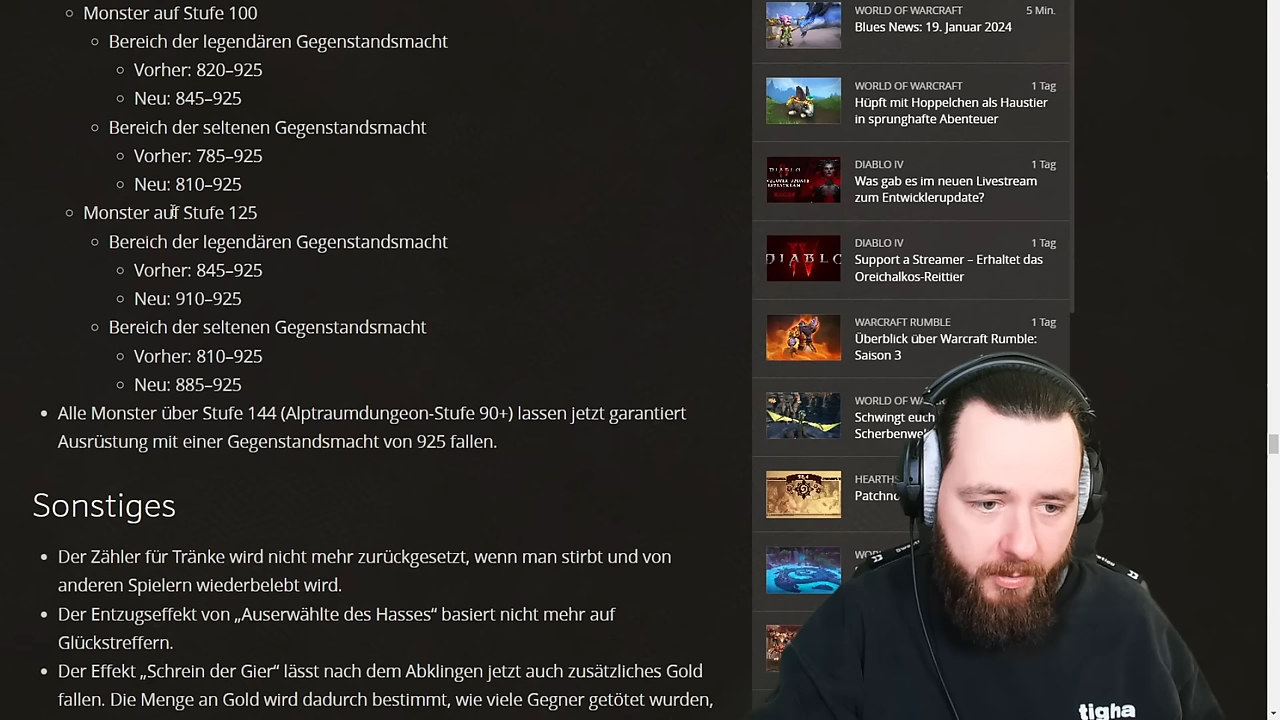 Monster auf Stufe 100
Bereich der legendären Gegenstandsmacht
Vorher: 820–925
Neu: 845–925
Bereich der seltenen Gegenstandsmacht
Vorher: 785–925
Neu: 810–925
Monster auf Stufe 125
Bereich der legendären Gegenstandsmacht
Vorher: 845–925
Neu: 910–925
Bereich der seltenen Gegenstandsmacht
Vorher: 810–925
Neu: 885–925
Alle Monster über Stufe 144 (Alptraumdungeon-Stufe 90+) lassen jetzt garantiert
Ausrüstung mit einer Gegenstandsmacht von 925 fallen.
Sonstiges
Der Zähler für Tränke wird nicht mehr zurückgesetzt, wenn man stirbt und von
anderen Spielern wiederbelebt wird.
Der Entzugseffekt von „Auserwählte des Hasses“ basiert nicht mehr auf
Glückstreffern.
Der Effekt „Schrein der Gier“ lässt nach dem Abklingen jetzt auch zusätzliches Gold
fallen. Die Menge an Gold wird dadurch bestimmt, wie viele Gegner getötet wurden,
WORLD OF WARCRAFT 5 Min.
Blues News: 19. Januar 2024
WORLD OF WARCRAFT 1 Tag
Hüpft mit Hoppelchen als Haustier
in sprunghafte Abenteuer
DIABLO IV 1 Tag
Was gab es im neuen Livestream
zum Entwicklerupdate?
DIABLO IV 1 Tag
Support a Streamer – Erhaltet das
Oreichalkos-Reittier
DIABLO
WARCRAFT RUMBLE 1 Tag
Überblick über Warcraft Rumble:
Saison 3
WORLD OF
Schwingt euch
HEARTHS
tigha